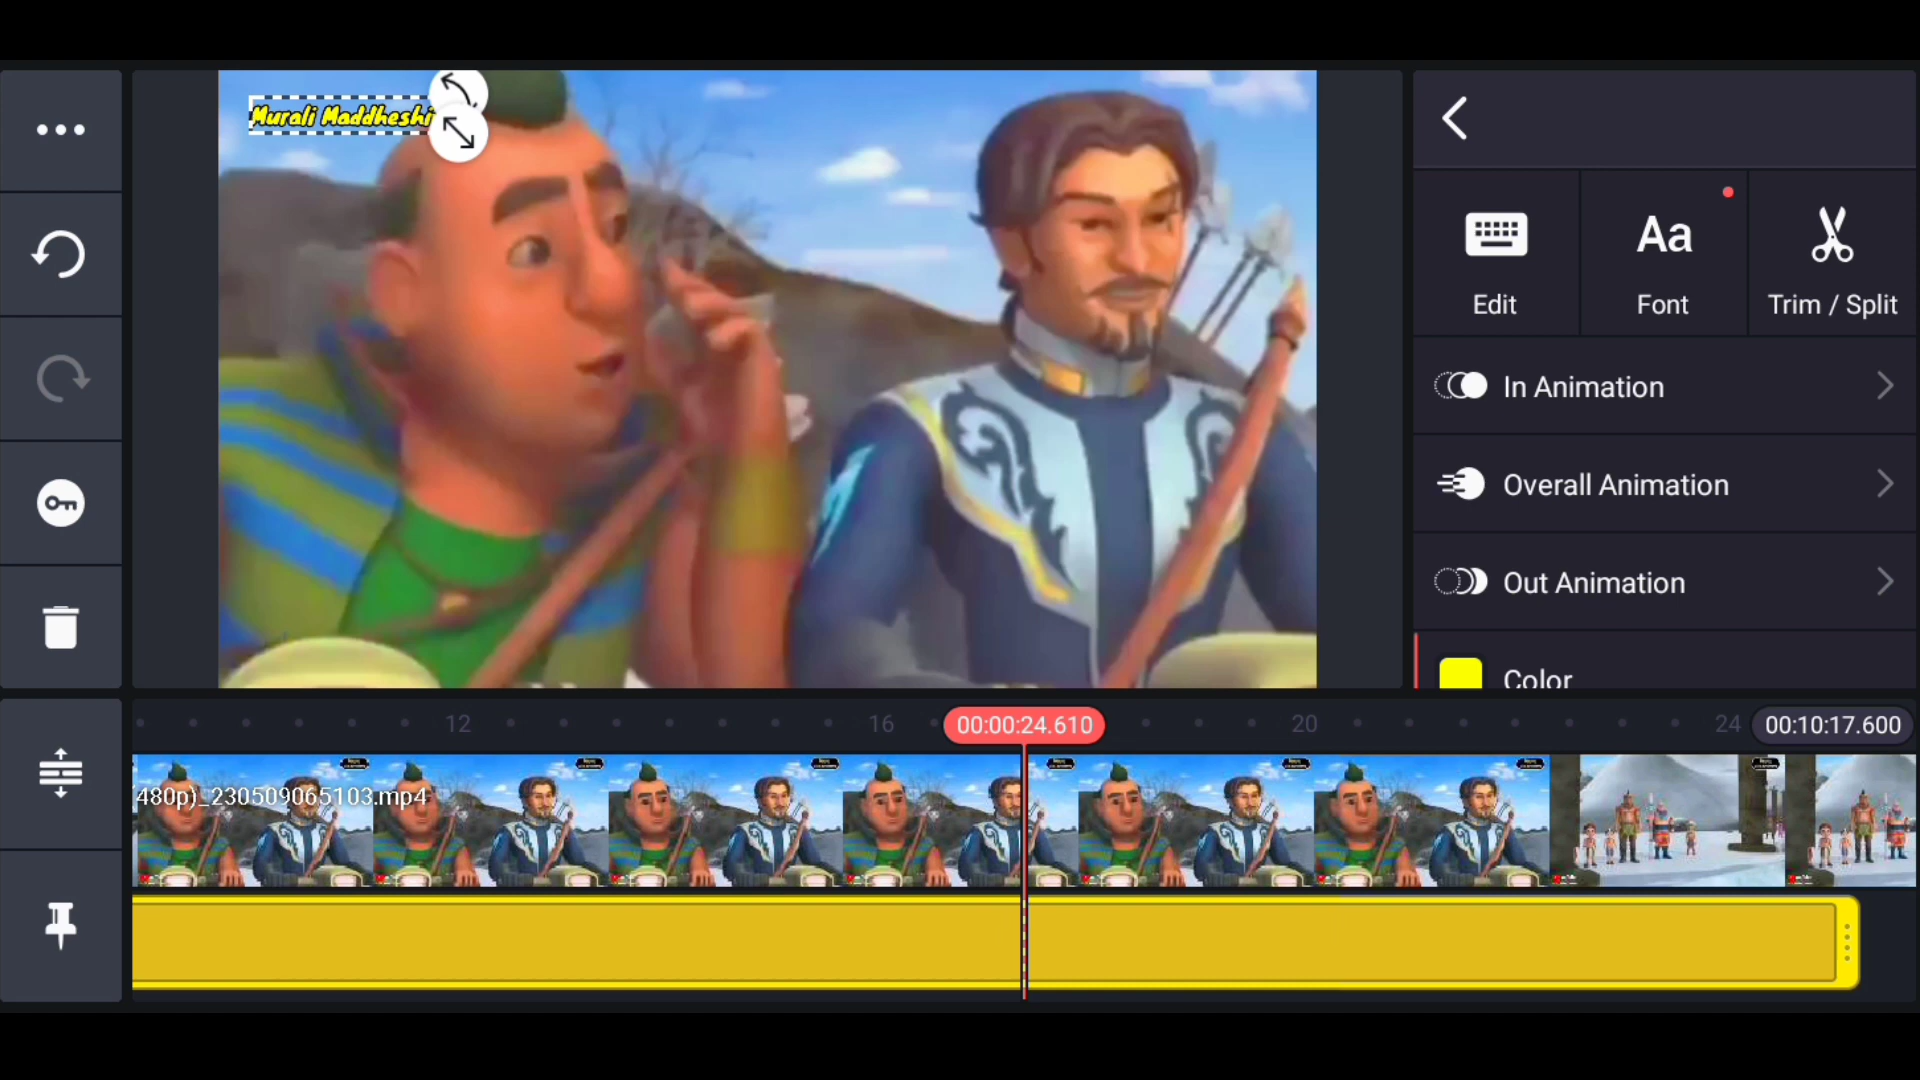 Murali Maddheshi
Edit
Font
Aa
Trim / Split
In Animation
Overall Animation
Out Animation
Color
12
16
00:00:24.610
20
24
00:10:17.600
480p)_230509065103.mp4